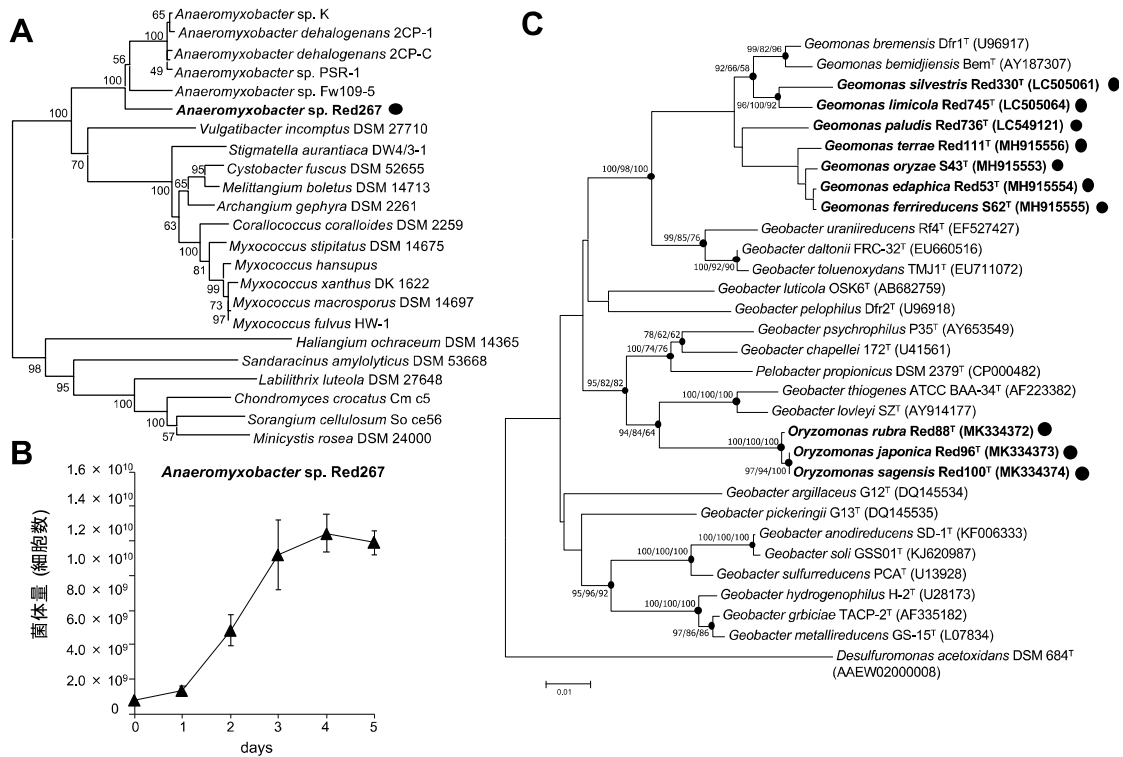 A
65
Anaeromyxobacter sp. K
Anaeromyxobacter dehalogenans 2CP-1
100
Anaeromyxobacter dehalogenans 2CP-C
56
49
Anaeromyxobacter sp. PSR-1
100
Anaeromyxobacter sp. Fw109-5
100
Anaeromyxobacter sp. Red267
Vulgatibacter incomptus DSM 27710
70
Stigmatella aurantiaca DW4/3-1
95
Cystobacter fuscus DSM 52655
100
65
Melittangium boletus DSM 14713
Archangium gephyra DSM 2261
63
Corallococcus coralloides DSM 2259
100
Myxococcus stipitatus DSM 14675
81
Myxococcus hansupus
99
Myxococcus xanthus DK 1622
73
Myxococcus macrosporus DSM 14697
97
Myxococcus fulvus HW-1
Haliangium ochraceum DSM 14365
98
Sandaracinus amylolyticus DSM 53668
95
Labilithrix luteola DSM 27648
100
Chondromyces crocatus Cm c5
100
Sorangium cellulosum So ce56
57
Minicystis rosea DSM 24000
B
Anaeromyxobacter sp. Red267
菌体量 (細胞数)
1.6 × 10¹⁰
1.4 × 10¹⁰
1.2 × 10¹⁰
1.0 × 10¹⁰
8.0 × 10⁹
6.0 × 10⁹
4.0 × 10⁹
2.0 × 10⁹
0
0 1 2 3 4 5
days
C
99/82/96
Geomonas bremensis Dfr1ᵀ (U96917)
92/66/58
Geomonas bemidjiensis Bemᵀ (AY187307)
Geomonas silvestris Red330ᵀ (LC505061)
96/100/92
Geomonas limicola Red745ᵀ (LC505064)
Geomonas paludis Red736ᵀ (LC549121)
Geomonas terrae Red111ᵀ (MH915556)
100/98/100
Geomonas oryzae S43ᵀ (MH915553)
Geomonas edaphica Red53ᵀ (MH915554)
Geomonas ferrireducens S62ᵀ (MH915555)
99/85/76
Geobacter uraniireducens Rf4ᵀ (EF527427)
Geobacter daltonii FRC-32ᵀ (EU660516)
100/92/90
Geobacter toluenoxydans TMJ1ᵀ (EU711072)
Geobacter luticola OSK6ᵀ (AB682759)
Geobacter pelophilus Dfr2ᵀ (U96918)
78/62/62
Geobacter psychrophilus P35ᵀ (AY653549)
100/74/76
Geobacter chapellei 172ᵀ (U41561)
Pelobacter propionicus DSM 2379ᵀ (CP000482)
95/82/82
100/100/100
Geobacter thiogenes ATCC BAA-34ᵀ (AF223382)
Geobacter lovleyi SZᵀ (AY914177)
94/84/64
Oryzomonas rubra Red88ᵀ (MK334372)
100/100/100
Oryzomonas japonica Red96ᵀ (MK334373)
97/94/100
Oryzomonas sagensis Red100ᵀ (MK334374)
Geobacter argillaceus G12ᵀ (DQ145534)
Geobacter pickeringii G13ᵀ (DQ145535)
100/100/100
Geobacter anodireducens SD-1ᵀ (KF006333)
100/100/100
Geobacter soli GSS01ᵀ (KJ620987)
Geobacter sulfurreducens PCAᵀ (U13928)
95/96/92
100/100/100
Geobacter hydrogenophilus H-2ᵀ (U28173)
Geobacter grbiciae TACP-2ᵀ (AF335182)
97/86/86
Geobacter metallireducens GS-15ᵀ (L07834)
Desulfuromonas acetoxidans DSM 684ᵀ
(AAEW02000008)
0.01